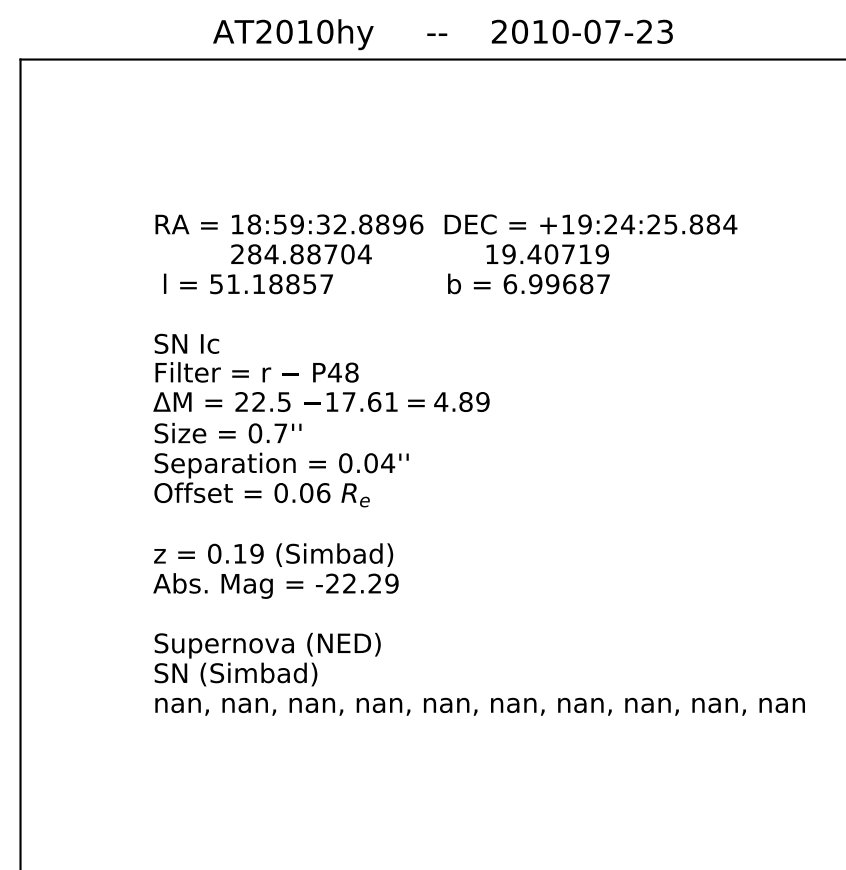 AT2010hy -- 2010-07-23
RA = 18:59:32.8896 DEC = +19:24:25.884
284.88704 19.40719
l = 51.18857 b = 6.99687
SN Ic
Filter = r − P48
ΔM = 22.5 −17.61 = 4.89
Size = 0.7''
Separation = 0.04''
Offset = 0.06 Rₑ
z = 0.19 (Simbad)
Abs. Mag = -22.29
Supernova (NED)
SN (Simbad)
nan, nan, nan, nan, nan, nan, nan, nan, nan, nan